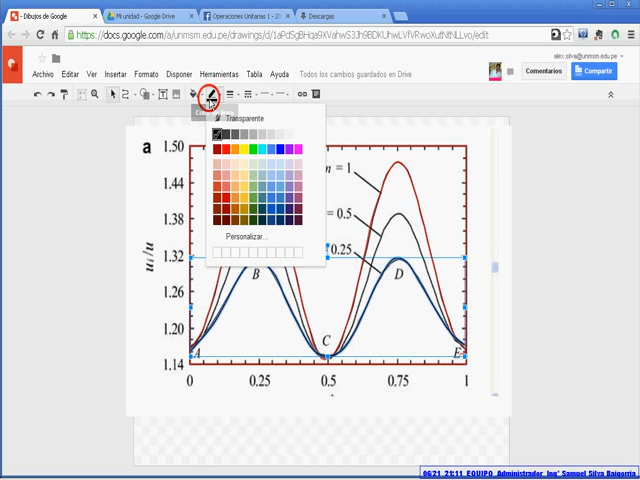 - Dibujos de Google
Mi unidad - Google Drive
Operaciones Unitarias 1 - 20
Descargas
https://docs.google.com/a/unmsm.edu.pe/drawings/d/
/edit
alex.silva@unmsm.edu.pe
Archivo Editar Ver Insertar Formato Disponer Herramientas Tabla Ayuda Todos los cambios guardados en Drive
Comentarios Compartir
Transparente
Personalizar...
a
1.50
1.44
1.38
1.32
1.26
1.20
1.14
n = 1
= 0.5
0.25
B
D
C
A
E
0 0.25 0.5 0.75 1
06/21 21:11 EQUIPO Administrador Ing° Samuel Silva Baigorria